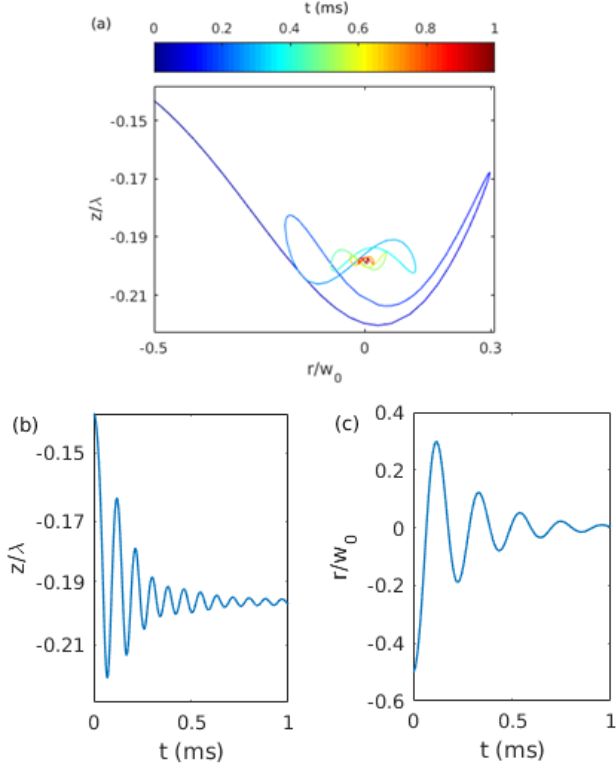 t (ms)
(a)
0 0.2 0.4 0.6 0.8 1
-0.15
-0.17
-0.19
-0.21
z/λ
-0.5 0 0.3
r/w0
(b)
-0.15
-0.17
-0.19
-0.21
z/λ
0 0.5 1
t (ms)
(c)
0.4
0.2
0
-0.2
-0.4
-0.6
r/w0
0 0.5 1
t (ms)